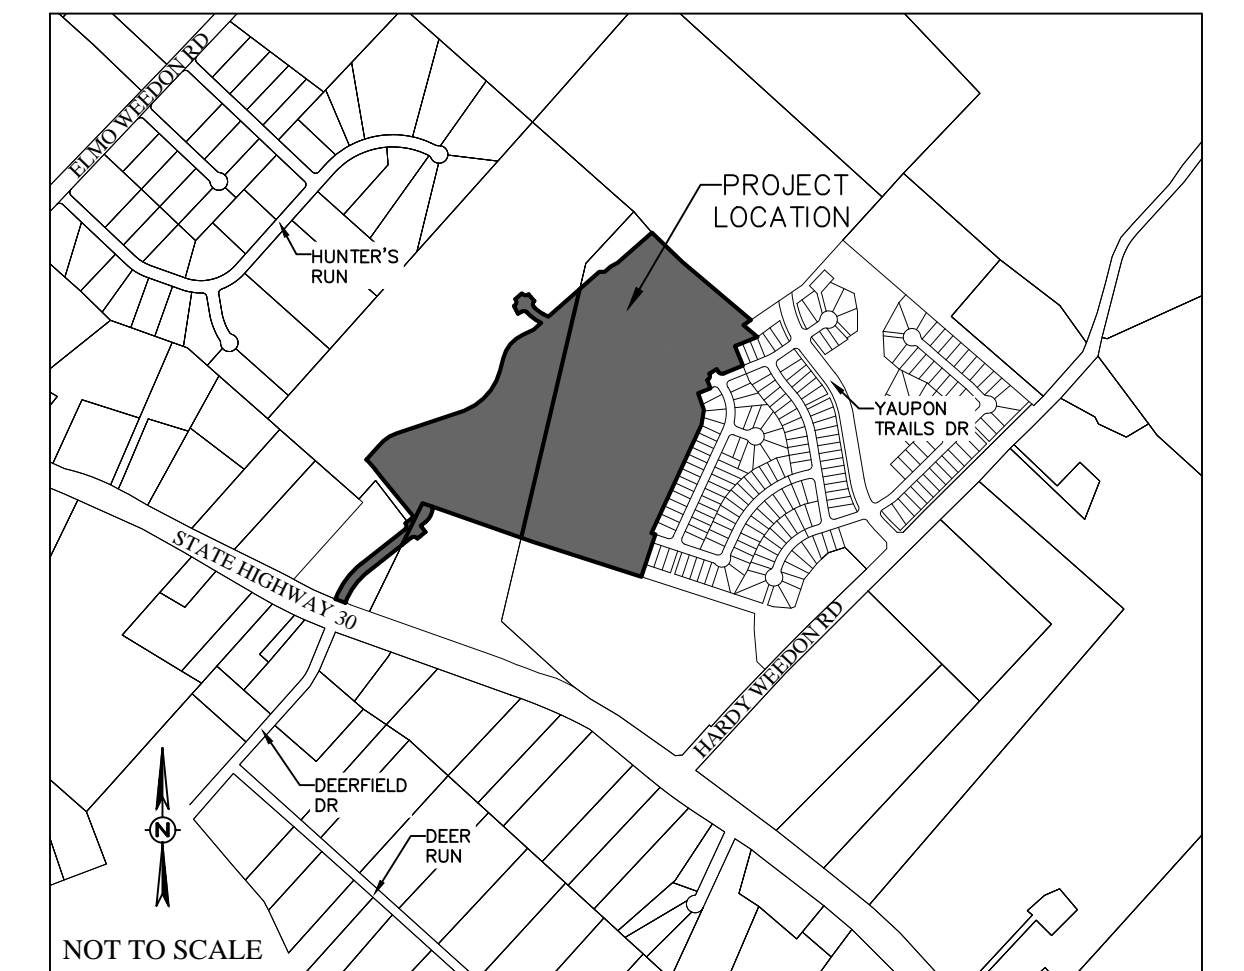 ELMO WEEDON RD
PROJECT
LOCATION
HUNTER'S
RUN
YAUPON
TRAILS DR
STATE HIGHWAY 30
HARDY WEEDON RD
DEERFIELD
DR
DEER
RUN
N
NOT TO SCALE